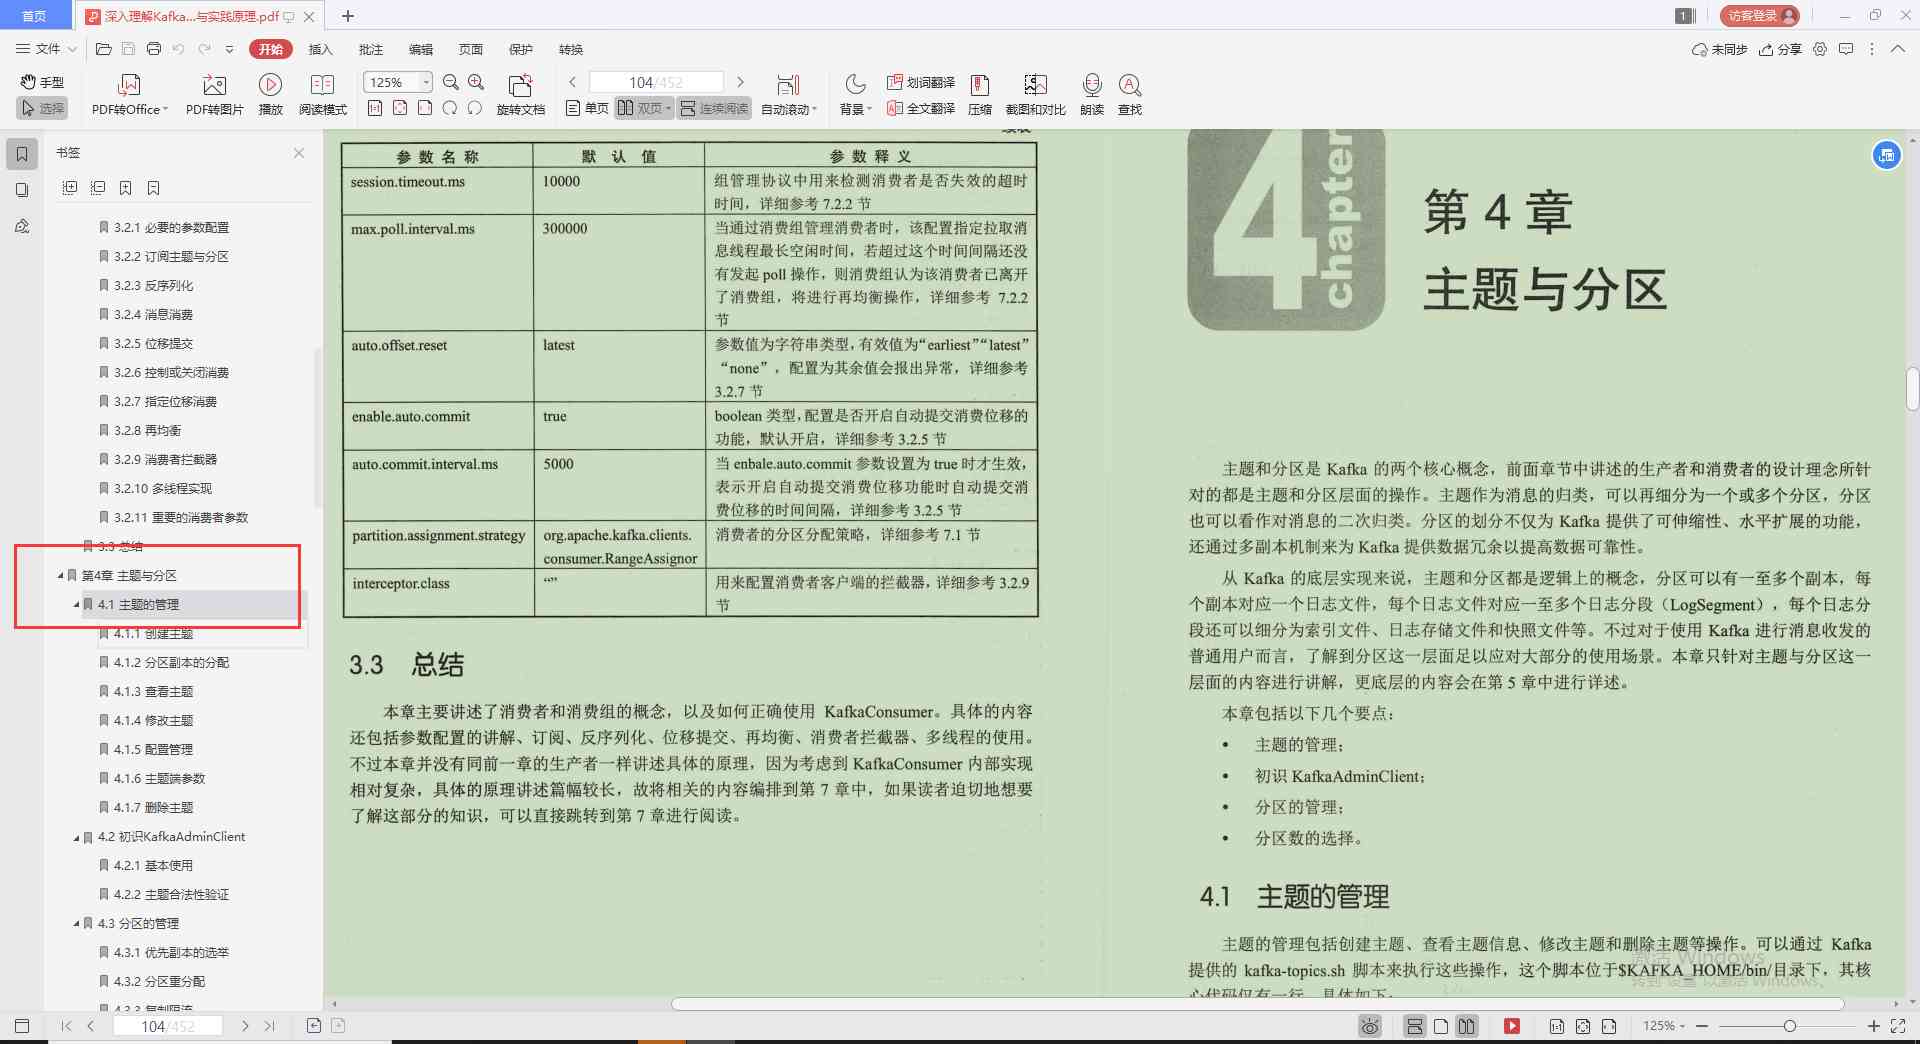 首页
深入理解Kafka...与实践原理.pdf
1
访客登录
文件
开始
插入
批注
编辑
页面
保护
转换
未同步
分享
手型
选择
PDF转Office
PDF转图片
播放
阅读模式
125%
旋转文档
104/452
单页
双页
连续阅读
自动滚动
背景
划词翻译
全文翻译
压缩
截图和对比
朗读
查找
书签
3.2.1 必要的参数配置
3.2.2 订阅主题与分区
3.2.3 反序列化
3.2.4 消息消费
3.2.5 位移提交
3.2.6 控制或关闭消费
3.2.7 指定位移消费
3.2.8 再均衡
3.2.9 消费者拦截器
3.2.10 多线程实现
3.2.11 重要的消费者参数
3.3 总结
第4章 主题与分区
4.1 主题的管理
4.1.1 创建主题
4.1.2 分区副本的分配
4.1.3 查看主题
4.1.4 修改主题
4.1.5 配置管理
4.1.6 主题端参数
4.1.7 删除主题
4.2 初识KafkaAdminClient
4.2.1 基本使用
4.2.2 主题合法性验证
4.3 分区的管理
4.3.1 优先副本的选举
4.3.2 分区重分配
4.3.3 复制限流
参数名称 默认值 参数释义
session.timeout.ms 10000 组管理协议中用来检测消费者是否失效的超时
时间，详细参考 7.2.2 节
max.poll.interval.ms 300000 当通过消费组管理消费者时，该配置指定拉取消
息线程最长空闲时间，若超过这个时间间隔还没
有发起 poll 操作，则消费组认为该消费者已离开
了消费组，将进行再均衡操作，详细参考 7.2.2
节
auto.offset.reset latest 参数值为字符串类型，有效值为“earliest”“latest”
“none”，配置为其余值会报出异常，详细参考
3.2.7 节
enable.auto.commit true boolean 类型，配置是否开启自动提交消费位移的
功能，默认开启，详细参考 3.2.5 节
auto.commit.interval.ms 5000 当 enbale.auto.commit 参数设置为 true 时才生效，
表示开启自动提交消费位移功能时自动提交消
费位移的时间间隔，详细参考 3.2.5 节
partition.assignment.strategy org.apache.kafka.clients. 消费者的分区分配策略，详细参考 7.1 节
consumer.RangeAssignor
interceptor.class “” 用来配置消费者客户端的拦截器，详细参考 3.2.9
节
3.3 总结
本章主要讲述了消费者和消费组的概念，以及如何正确使用 KafkaConsumer。具体的内容
还包括参数配置的讲解、订阅、反序列化、位移提交、再均衡、消费者拦截器、多线程的使用。
不过本章并没有同前一章的生产者一样讲述具体的原理，因为考虑到 KafkaConsumer 内部实现
相对复杂，具体的原理讲述篇幅较长，故将相关的内容编排到第 7 章中，如果读者迫切地想要
了解这部分的知识，可以直接跳转到第 7 章进行阅读。
4
chapter
第 4 章
主题与分区
主题和分区是 Kafka 的两个核心概念，前面章节中讲述的生产者和消费者的设计理念所针
对的都是主题和分区层面的操作。主题作为消息的归类，可以再细分为一个或多个分区，分区
也可以看作对消息的二次归类。分区的划分不仅为 Kafka 提供了可伸缩性、水平扩展的功能，
还通过多副本机制来为 Kafka 提供数据冗余以提高数据可靠性。
从 Kafka 的底层实现来说，主题和分区都是逻辑上的概念，分区可以有一至多个副本，每
个副本对应一个日志文件，每个日志文件对应一至多个日志分段（LogSegment），每个日志分
段还可以细分为索引文件、日志存储文件和快照文件等。不过对于使用 Kafka 进行消息收发的
普通用户而言，了解到分区这一层面足以应对大部分的使用场景。本章只针对主题与分区这一
层面的内容进行讲解，更底层的内容会在第 5 章中进行详述。
本章包括以下几个要点：
• 主题的管理；
• 初识 KafkaAdminClient；
• 分区的管理；
• 分区数的选择。
4.1 主题的管理
主题的管理包括创建主题、查看主题信息、修改主题和删除主题等操作。可以通过 Kafka
提供的 kafka-topics.sh 脚本来执行这些操作，这个脚本位于$KAFKA_HOME/bin/目录下，其核
心代码仅有一行，具体如下：
激活 Windows
转到"设置"以激活 Windows。
104/452
125%